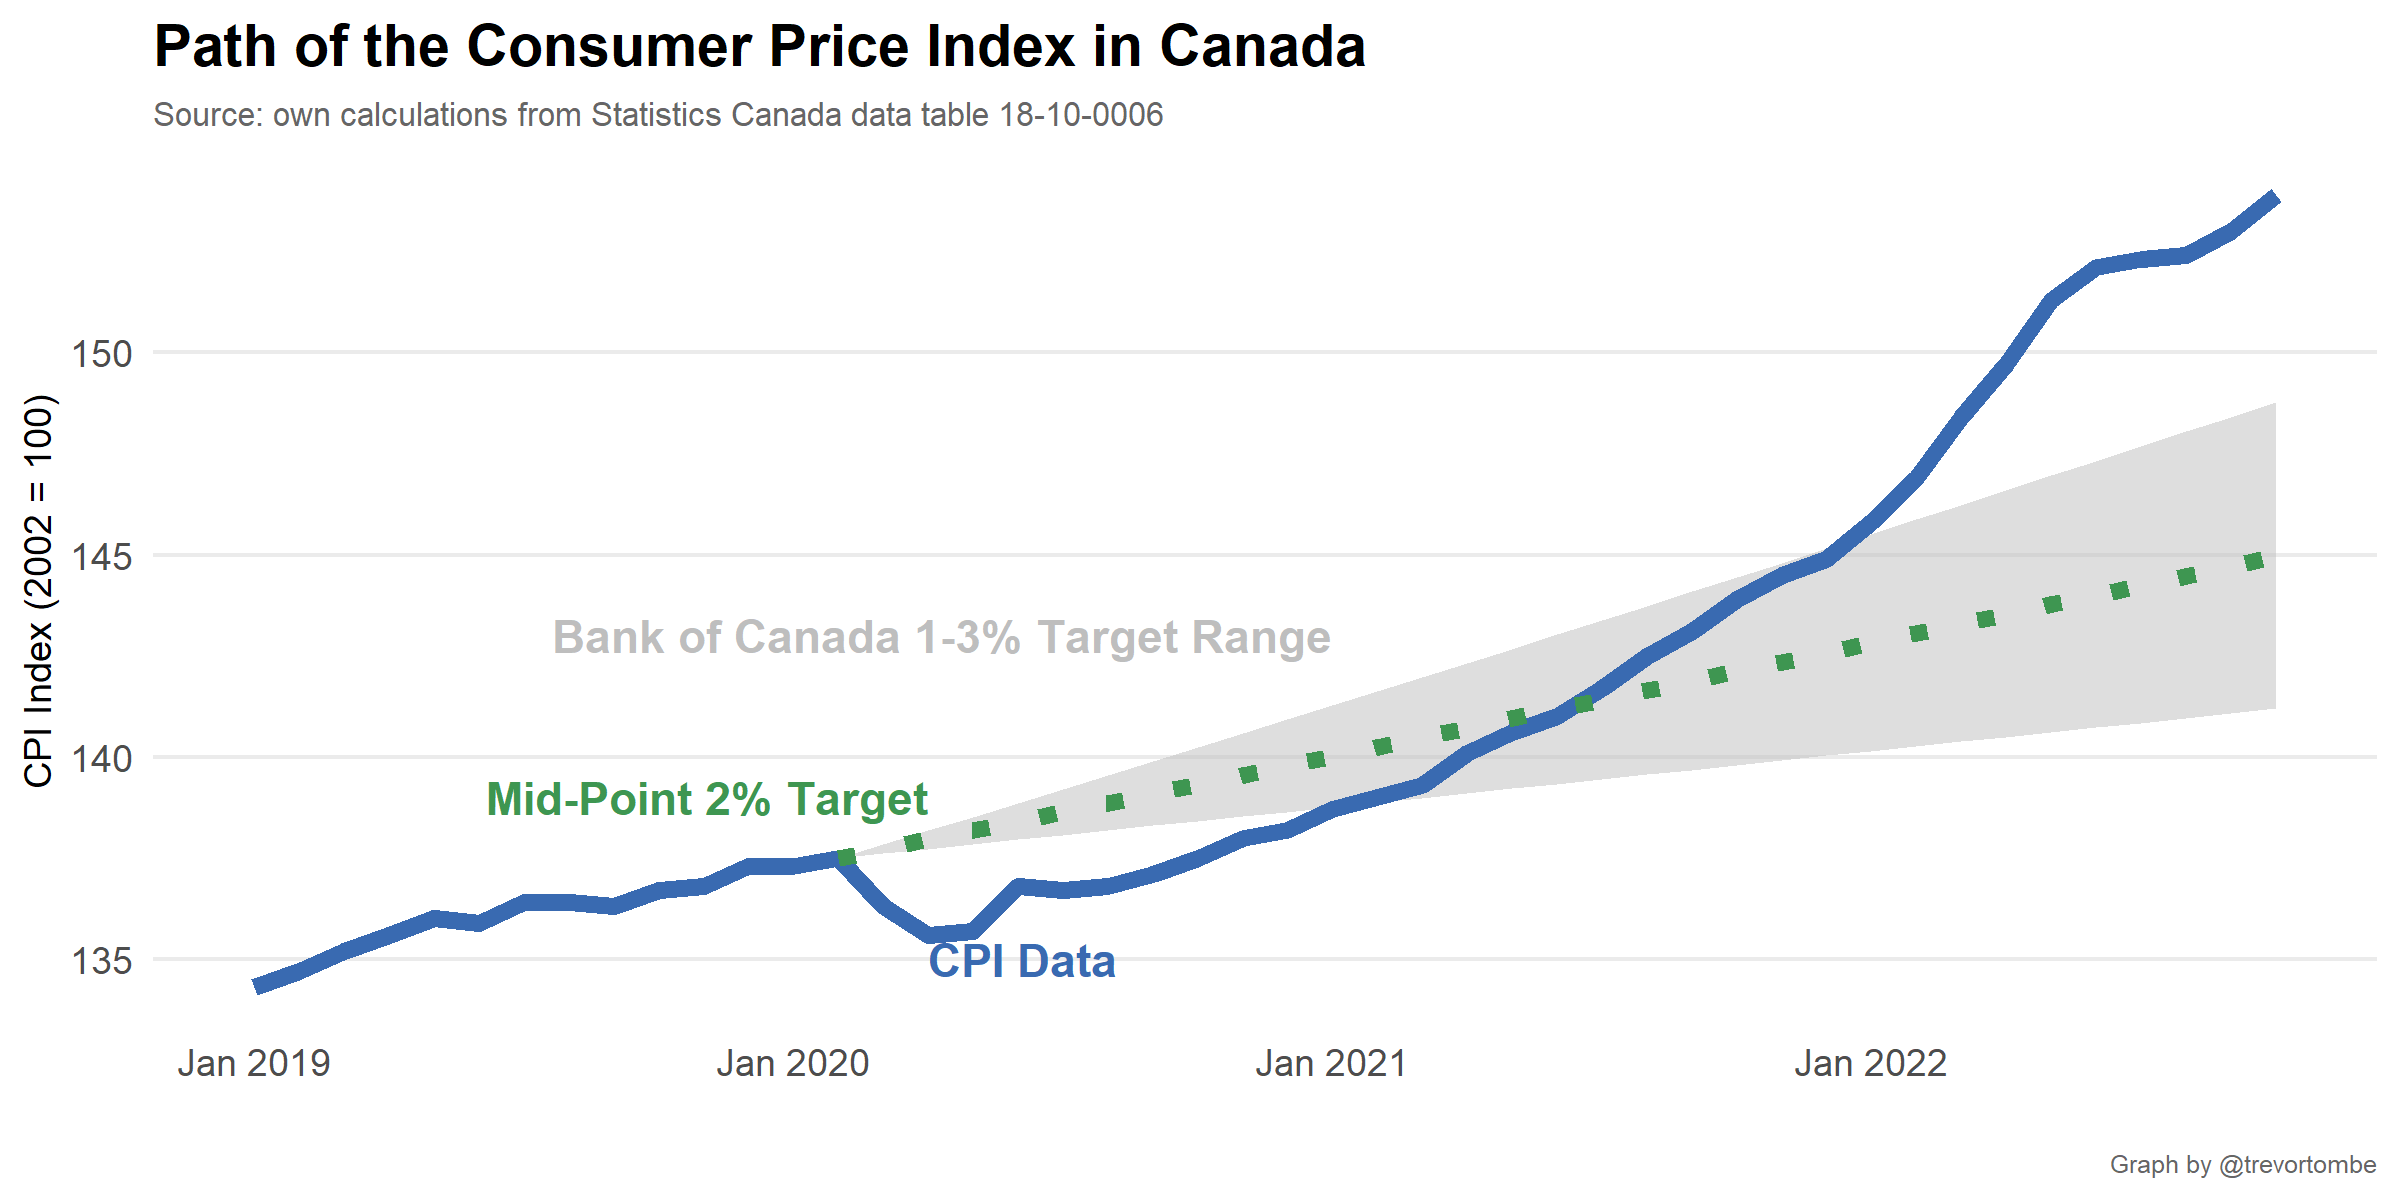 Path of the Consumer Price Index in Canada
Source: own calculations from Statistics Canada data table 18-10-0006
CPI Index (2002 = 100)
150
145
140
135
Bank of Canada 1-3% Target Range
Mid-Point 2% Target
CPI Data
Jan 2019
Jan 2020
Jan 2021
Jan 2022
Graph by @trevortombe